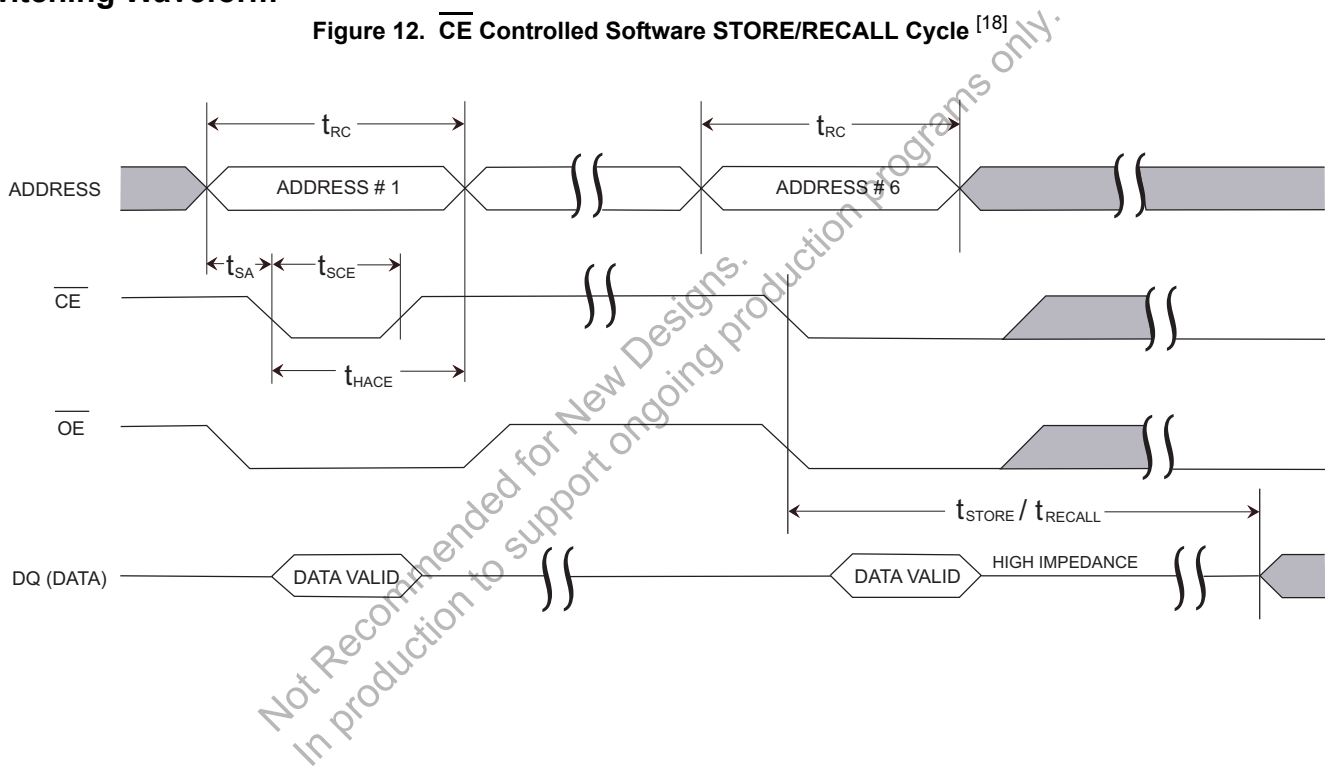 Figure 12. CE Controlled Software STORE/RECALL Cycle [18]
tRC
tRC
ADDRESS
ADDRESS # 1
ADDRESS # 6
tSA
tSCE
CE
tHACE
OE
tSTORE / tRECALL
DQ (DATA)
DATA VALID
DATA VALID
HIGH IMPEDANCE
Not Recommended for New Designs.
In production to support ongoing production programs only.